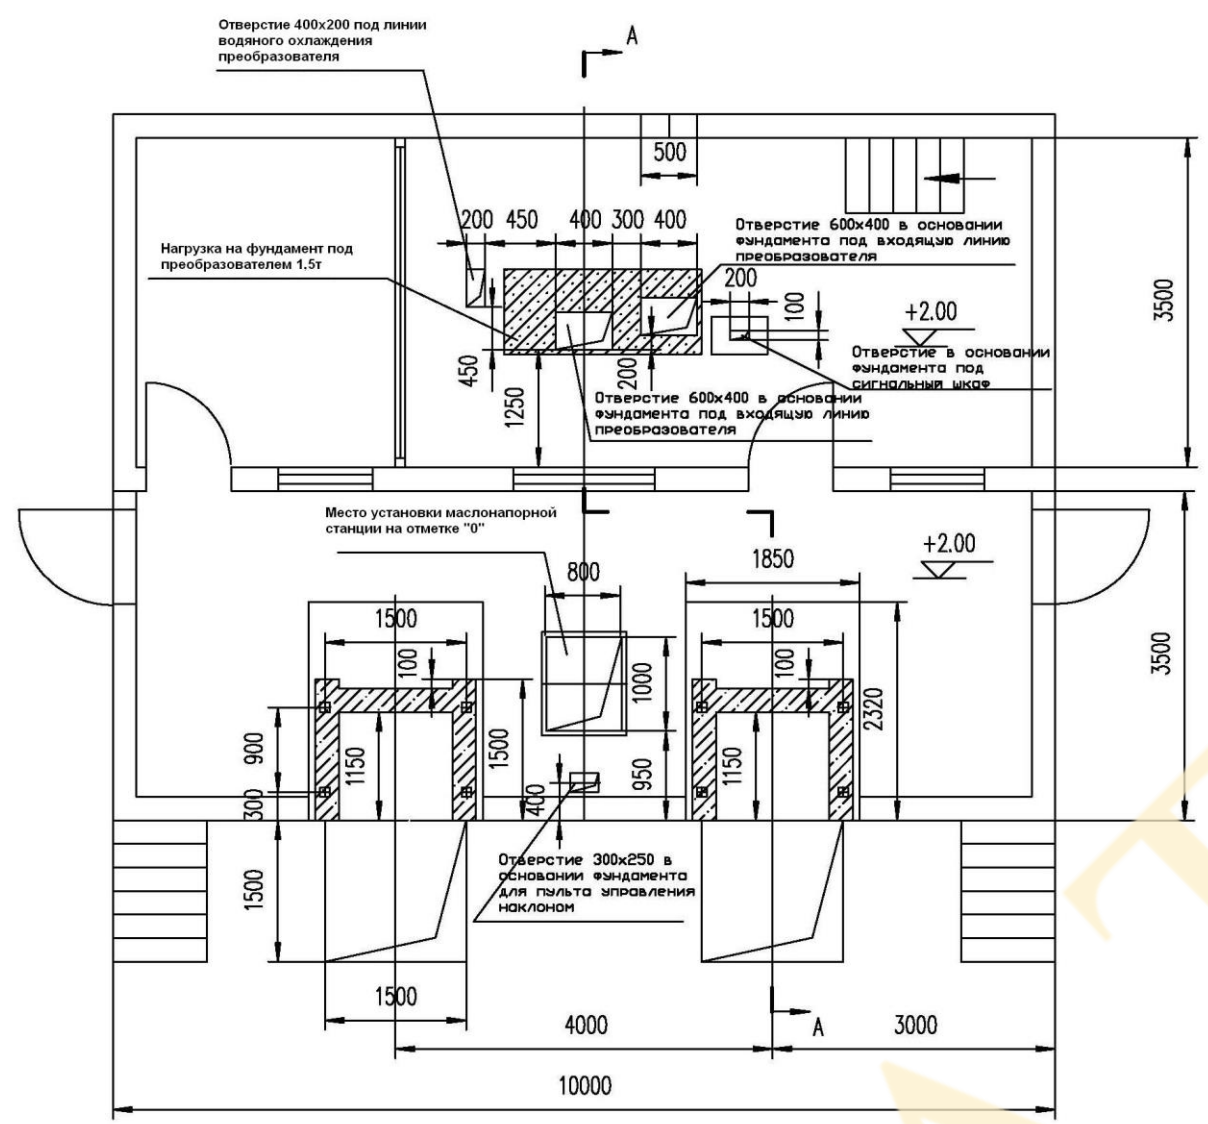 Отверстие 400х200 под линии
водяного охлаждения
преобразователя
А
500
200
450
400
300
400
Отверстие 600х400 в основании
фундамента под входящую линию
преобразователя
Нагрузка на фундамент под
преобразователем 1,5т
200
100
+2.00
3500
Отверстие в основании
фундамента под
сигнальный шкаф
450
1250
200
Отверстие 600х400 в основании
фундамента под входящую линию
преобразователя
Место установки маслонапорной
станции на отметке "0"
+2.00
800
1850
1500
1500
100
100
3500
1000
2320
900
1150
1500
950
1150
300
400
1500
Отверстие 300х250 в
основании фундамента
для пульта управления
наклоном
1500
4000
А
3000
10000